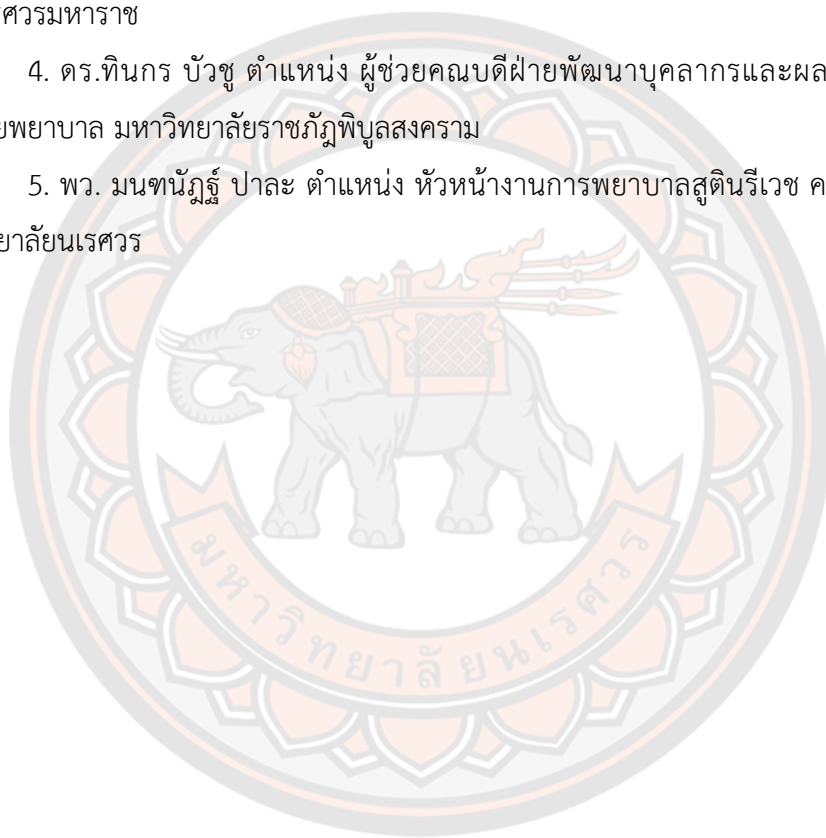 ศวรมหาราช
4. ดร.ทินกร บัวชู ตำแหน่ง ผู้ช่วยคณบดีฝ่ายพัฒนาบุคลากรและผล
ยพยาบาล มหาวิทยาลัยราชภัฏพิบูลสงคราม
5. พว. มนฑนัฎฐ์ ปาละ ตำแหน่ง หัวหน้างานการพยาบาลสูตินรีเวช ค
ยาลัยนเรศวร
มหาวิทยาลัยนเรศวร